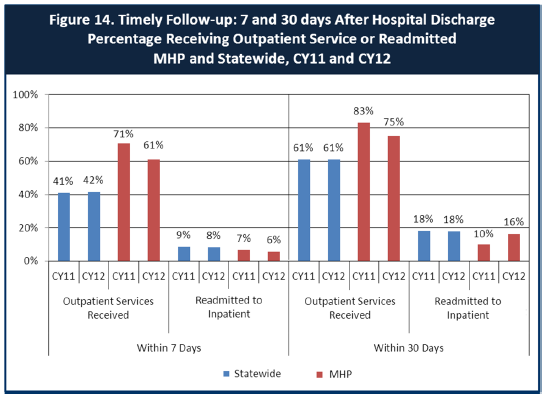 Figure 14. Timely Follow-up: 7 and 30 days After Hospital Discharge
Percentage Receiving Outpatient Service or Readmitted
MHP and Statewide, CY11 and CY12
100%
80%
60%
40%
20%
0%
41%
42%
71%
61%
9%
8%
7%
6%
61%
61%
83%
75%
18%
18%
10%
16%
CY11 CY12 CY11 CY12 CY11 CY12 CY11 CY12 CY11 CY12 CY11 CY12 CY11 CY12 CY11 CY12
Outpatient Services Readmitted to Outpatient Services Readmitted to
Received Inpatient Received Inpatient
Within 7 Days Within 30 Days
Statewide MHP